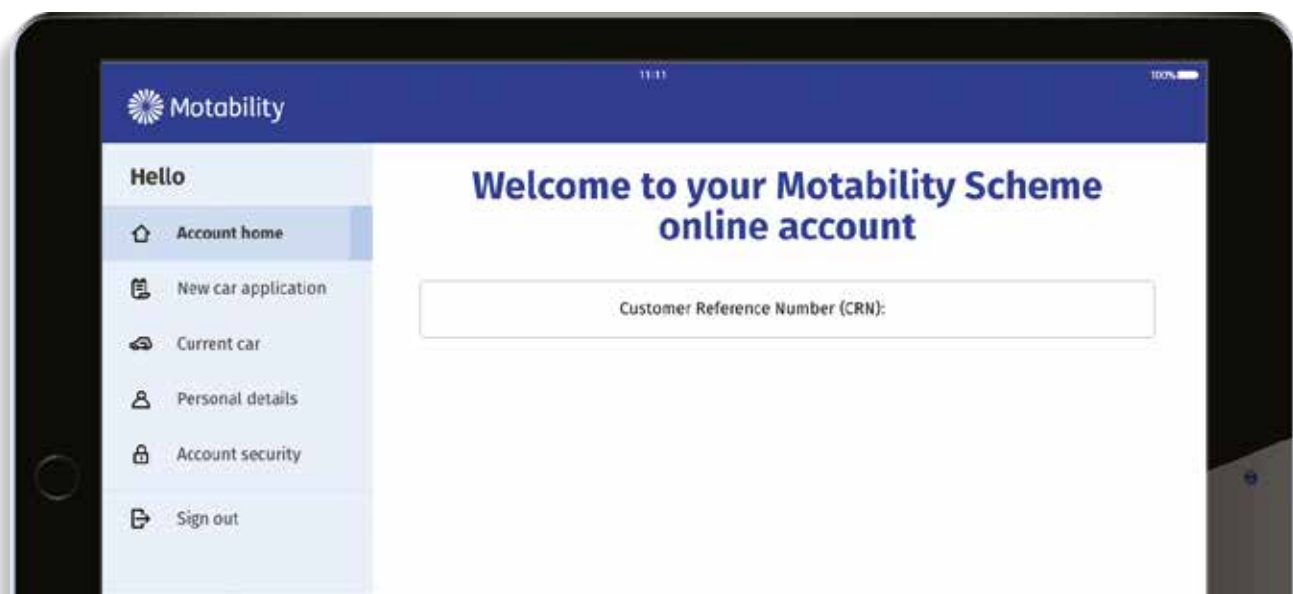 11:11
100%
Motability
Hello
Account home
New car application
Current car
Personal details
Account security
Sign out
Welcome to your Motability Scheme
online account
Customer Reference Number (CRN):